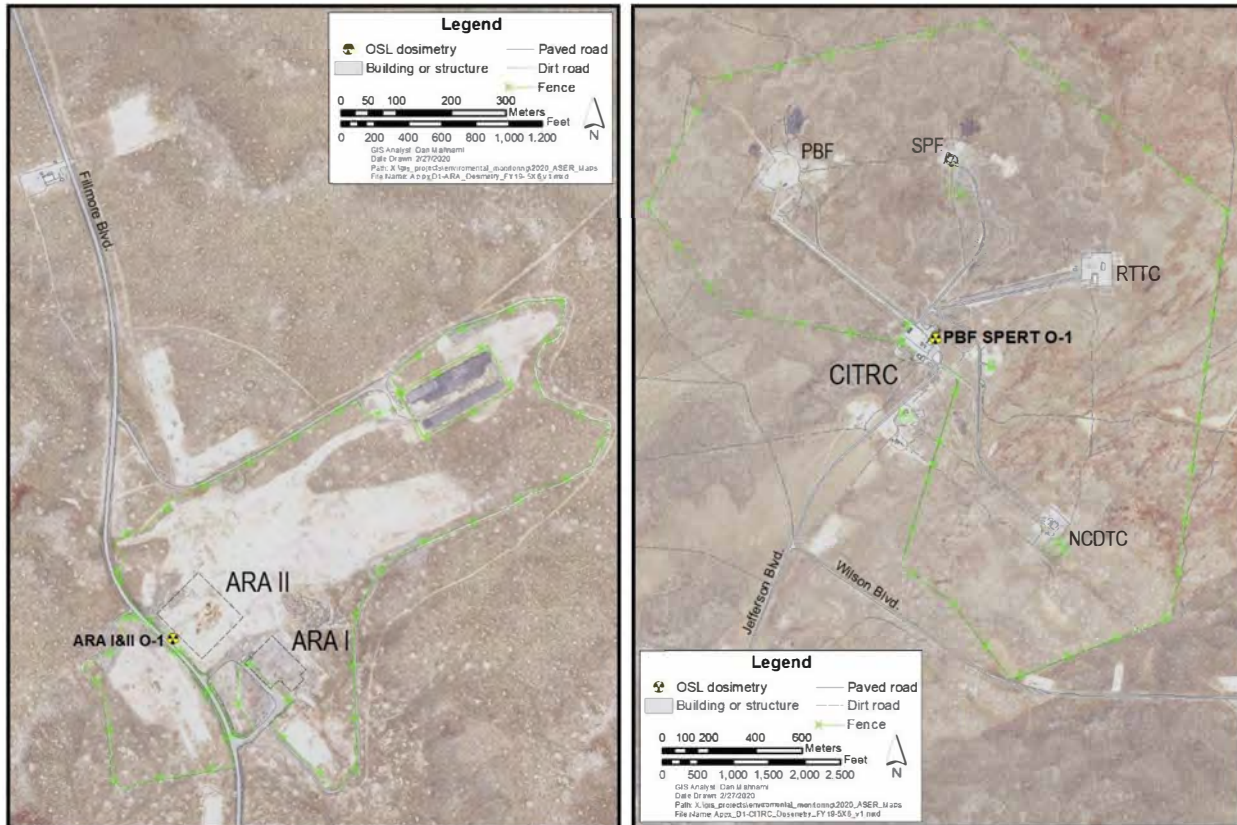 Legend
OSL dosimetry
Paved road
Building or structure
Dirt road
Fence
0 50 100 200 300
Meters
Feet
0 200 400 600 800 1,000 1,200
N
GIS Analyst: Dan Mahnami
Date Drawn: 2/27/2020
Fillmore Blvd.
ARA II
ARA I&II O-1
ARA I
PBF
SPF
RTTC
PBF SPERT O-1
CITRC
NCDTC
Wilson Blvd.
Jefferson Blvd.
Legend
OSL dosimetry
Paved road
Building or structure
Dirt road
Fence
0 100 200 400 600
Meters
Feet
0 500 1,000 1,500 2,000 2,500
N
GIS Analyst: Dan Mahnami
Date Drawn: 2/27/2020